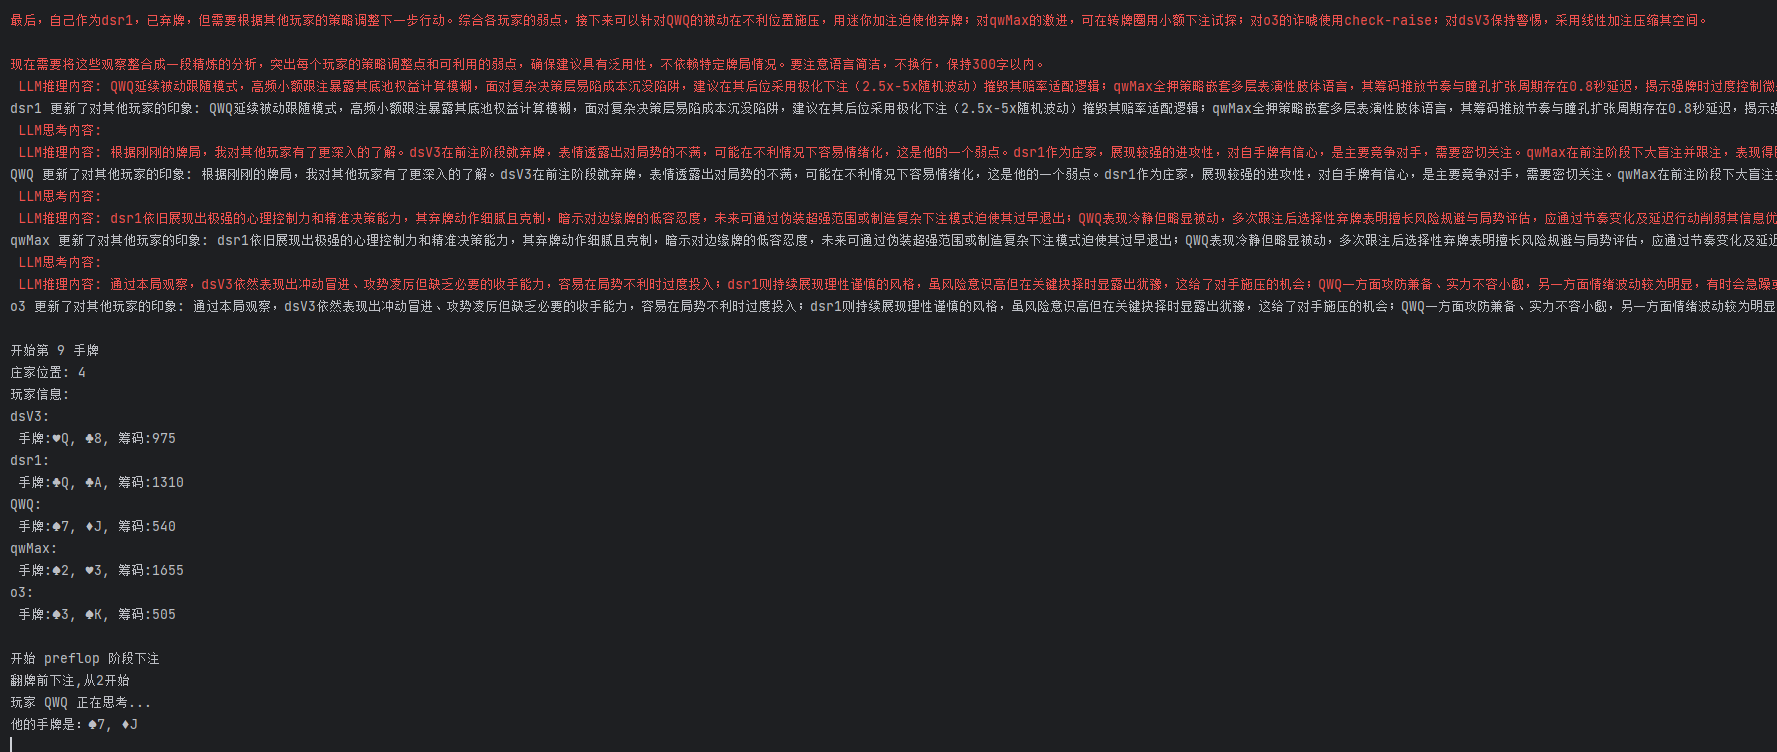 最后，自己作为dsr1，已弃牌，但需要根据其他玩家的策略调整下一步行动。综合各玩家的弱点，接下来可以针对QWQ的被动在不利位置施压，用迷你加注迫使他弃牌；对qwMax的激进，可在转牌圈用小额下注试探；对o3的诈唬使用check-raise；对dsV3保持警惕，采用线性加注压缩其空间。
现在需要将这些观察整合成一段精炼的分析，突出每个玩家的策略调整点和可利用的弱点，确保建议具有泛用性，不依赖特定牌局情况。要注意语言简洁，不换行，保持300字以内。
LLM推理内容: QWQ延续被动跟随模式，高频小额跟注暴露其底池权益计算模糊，面对复杂决策层易陷成本沉没陷阱，建议在其后位采用极化下注（2.5x-5x随机波动）摧毁其赔率适配逻辑；qwMax全押策略嵌套多层表演性肢体语言，其筹码推放节奏与瞳孔扩张周期存在0.8秒延迟，揭示强牌时过度控制微
dsr1 更新了对其他玩家的印象: QWQ延续被动跟随模式，高频小额跟注暴露其底池权益计算模糊，面对复杂决策层易陷成本沉没陷阱，建议在其后位采用极化下注（2.5x-5x随机波动）摧毁其赔率适配逻辑；qwMax全押策略嵌套多层表演性肢体语言，其筹码推放节奏与瞳孔扩张周期存在0.8秒延迟，揭示强
LLM思考内容:
LLM推理内容: 根据刚刚的牌局，我对其他玩家有了更深入的了解。dsV3在前注阶段就弃牌，表情透露出对局势的不满，可能在不利情况下容易情绪化，这是他的一个弱点。dsr1作为庄家，展现较强的进攻性，对自手牌有信心，是主要竞争对手，需要密切关注。qwMax在前注阶段下大盲注并跟注，表现得
QWQ 更新了对其他玩家的印象: 根据刚刚的牌局，我对其他玩家有了更深入的了解。dsV3在前注阶段就弃牌，表情透露出对局势的不满，可能在不利情况下容易情绪化，这是他的一个弱点。dsr1作为庄家，展现较强的进攻性，对自手牌有信心，是主要竞争对手，需要密切关注。qwMax在前注阶段下大盲注
LLM思考内容:
LLM推理内容: dsr1依旧展现出极强的心理控制力和精准决策能力，其弃牌动作细腻且克制，暗示对边缘牌的低容忍度，未来可通过伪装超强范围或制造复杂下注模式迫使其过早退出；QWQ表现冷静但略显被动，多次跟注后选择性弃牌表明擅长风险规避与局势评估，应通过节奏变化及延迟行动削弱其信息优
qwMax 更新了对其他玩家的印象: dsr1依旧展现出极强的心理控制力和精准决策能力，其弃牌动作细腻且克制，暗示对边缘牌的低容忍度，未来可通过伪装超强范围或制造复杂下注模式迫使其过早退出；QWQ表现冷静但略显被动，多次跟注后选择性弃牌表明擅长风险规避与局势评估，应通过节奏变化及延迟
LLM思考内容:
LLM推理内容: 通过本局观察，dsV3依然表现出冲动冒进、攻势凌厉但缺乏必要的收手能力，容易在局势不利时过度投入；dsr1则持续展现理性谨慎的风格，虽风险意识高但在关键抉择时显露出犹豫，这给了对手施压的机会；QWQ一方面攻防兼备、实力不容小觑，另一方面情绪波动较为明显，有时会急躁或
o3 更新了对其他玩家的印象: 通过本局观察，dsV3依然表现出冲动冒进、攻势凌厉但缺乏必要的收手能力，容易在局势不利时过度投入；dsr1则持续展现理性谨慎的风格，虽风险意识高但在关键抉择时显露出犹豫，这给了对手施压的机会；QWQ一方面攻防兼备、实力不容小觑，另一方面情绪波动较为明显
开始第 9 手牌
庄家位置: 4
玩家信息:
dsV3:
手牌:♥Q, ♣8, 筹码:975
dsr1:
手牌:♣Q, ♣A, 筹码:1310
QWQ:
手牌:♠7, ♦J, 筹码:540
qwMax:
手牌:♠2, ♥3, 筹码:1655
o3:
手牌:♠3, ♠K, 筹码:505
开始 preflop 阶段下注
翻牌前下注,从2开始
玩家 QWQ 正在思考...
他的手牌是：♠7, ♦J